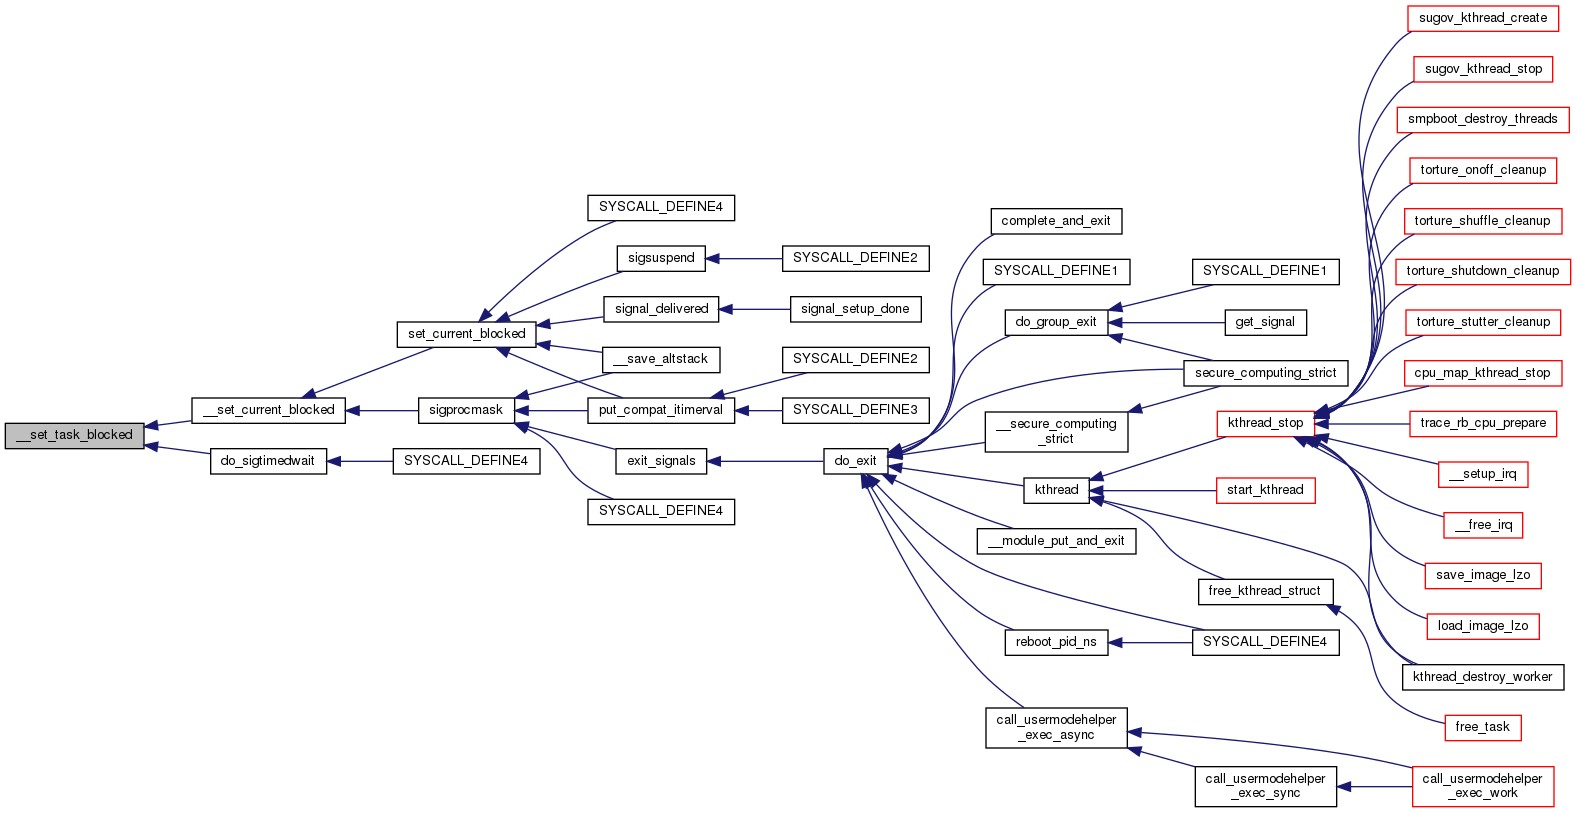 __set_task_blocked
__set_current_blocked
do_sigtimedwait
set_current_blocked
sigprocmask
SYSCALL_DEFINE4
SYSCALL_DEFINE4
sigsuspend
signal_delivered
__save_altstack
put_compat_itimerval
exit_signals
SYSCALL_DEFINE4
SYSCALL_DEFINE2
signal_setup_done
SYSCALL_DEFINE2
SYSCALL_DEFINE3
do_exit
complete_and_exit
SYSCALL_DEFINE1
do_group_exit
__secure_computing
_strict
kthread
__module_put_and_exit
reboot_pid_ns
call_usermodehelper
_exec_async
SYSCALL_DEFINE1
get_signal
secure_computing_strict
kthread_stop
start_kthread
free_kthread_struct
SYSCALL_DEFINE4
call_usermodehelper
_exec_sync
sugov_kthread_create
sugov_kthread_stop
smpboot_destroy_threads
torture_onoff_cleanup
torture_shuffle_cleanup
torture_shutdown_cleanup
torture_stutter_cleanup
cpu_map_kthread_stop
trace_rb_cpu_prepare
__setup_irq
__free_irq
save_image_lzo
load_image_lzo
kthread_destroy_worker
free_task
call_usermodehelper
_exec_work